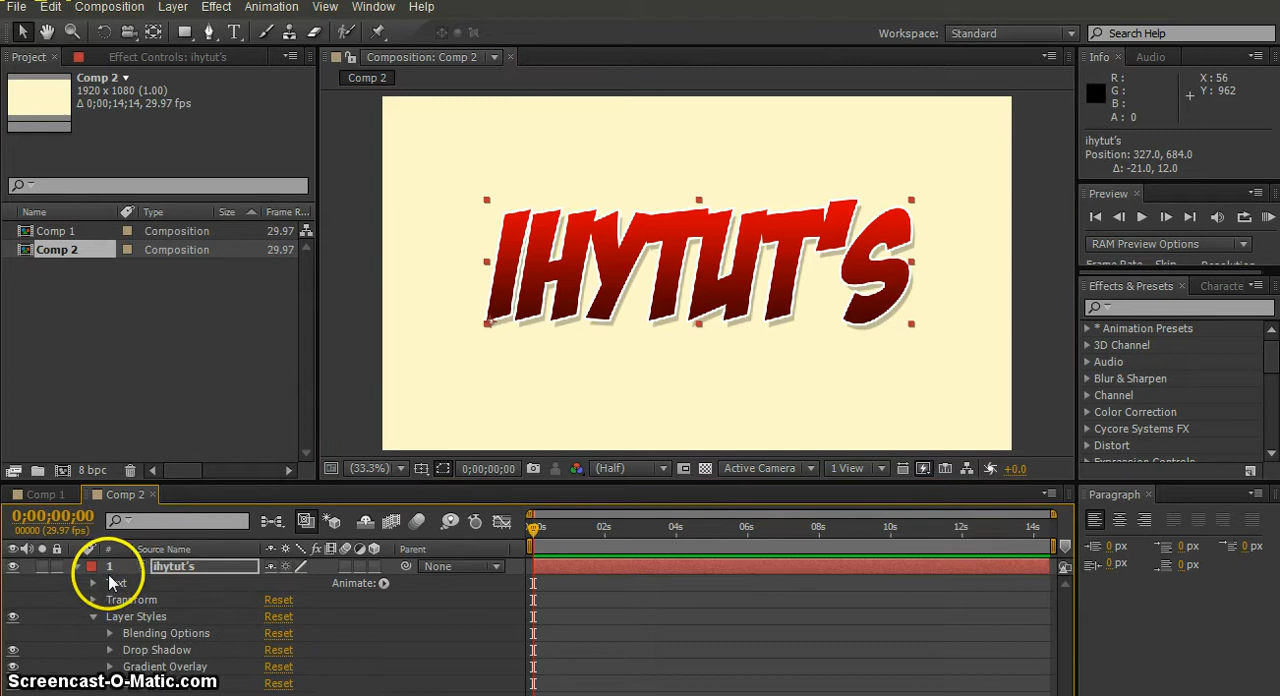 File Edit Composition Layer Effect Animation View Window Help
Workspace: Standard Search Help
Project Effect Controls: ihytut's
Composition: Comp 2
Info Audio
Comp 2
1920 x 1080 (1.00)
Δ 0;00;14;14, 29.97 fps
Comp 2
R:
G:
B:
A: 0
X: 56
Y: 962
ihytut's
Position: 327.0, 684.0
Δ: -21.0, 12.0
Preview
RAM Preview Options
Name Type Size Frame R...
Comp 1 Composition 29.97
Comp 2 Composition 29.97
IHYTUT'S
Effects & Presets Characte
* Animation Presets
3D Channel
Audio
Blur & Sharpen
Channel
Color Correction
Cycore Systems FX
Distort
8 bpc
(33.3%) 0;00;00;00 (Half) Active Camera 1 View +0.0
Comp 1 Comp 2
Paragraph
0;00;00;00
00000 (29.97 fps)
02s 04s 06s 08s 10s 12s 14s
0 px 0 px 0 px
0 px 0 px
# Source Name Parent
1 ihytut's None
Animate:
Transform Reset
Layer Styles Reset
Blending Options Reset
Drop Shadow Reset
Gradient Overlay Reset
Reset
Screencast-O-Matic.com